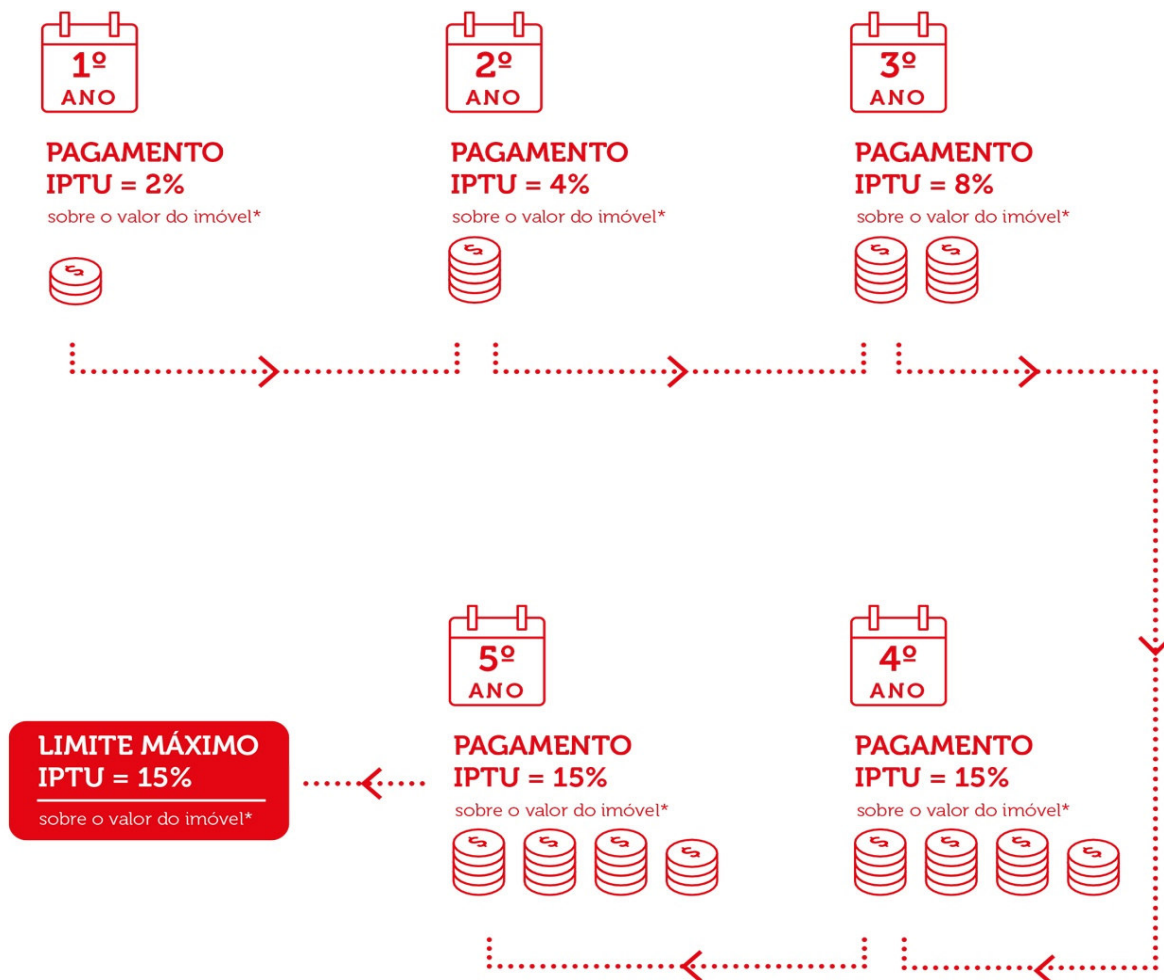 1º
ANO
PAGAMENTO
IPTU = 2%
sobre o valor do imóvel*
2º
ANO
PAGAMENTO
IPTU = 4%
sobre o valor do imóvel*
3º
ANO
PAGAMENTO
IPTU = 8%
sobre o valor do imóvel*
4º
ANO
PAGAMENTO
IPTU = 15%
sobre o valor do imóvel*
5º
ANO
PAGAMENTO
IPTU = 15%
sobre o valor do imóvel*
LIMITE MÁXIMO
IPTU = 15%
sobre o valor do imóvel*